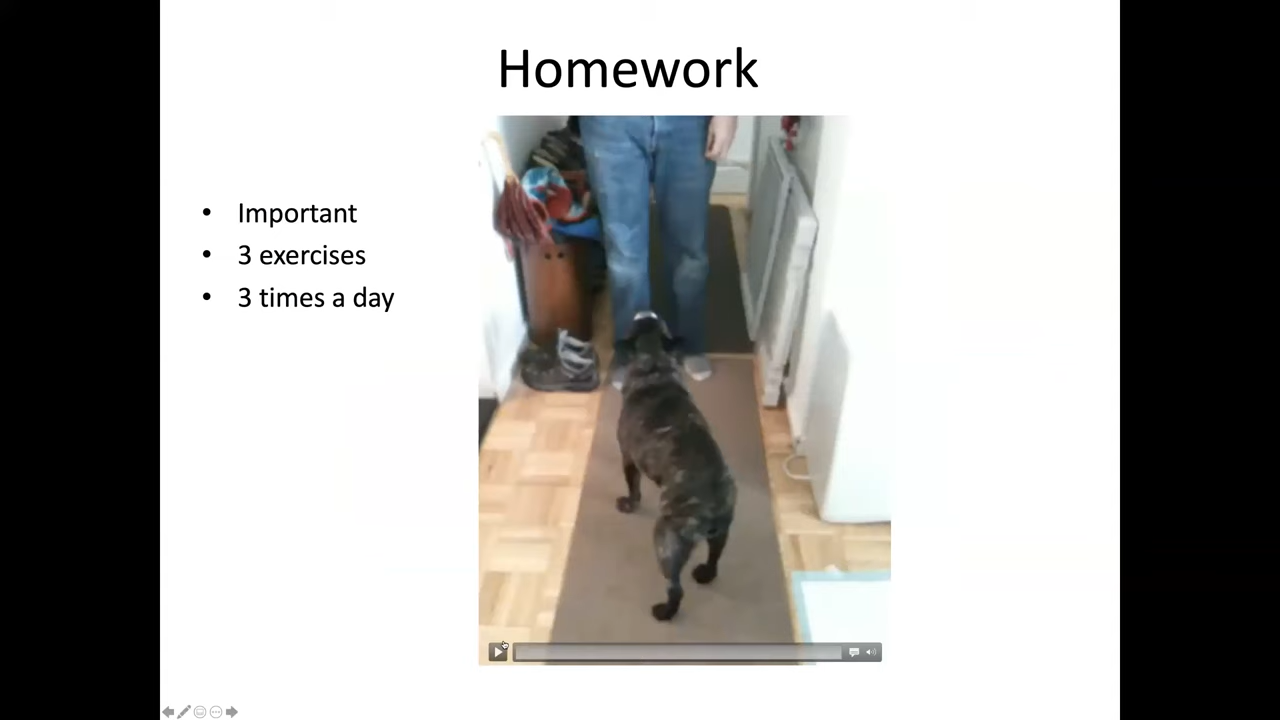 Homework
• Important
• 3 exercises
• 3 times a day